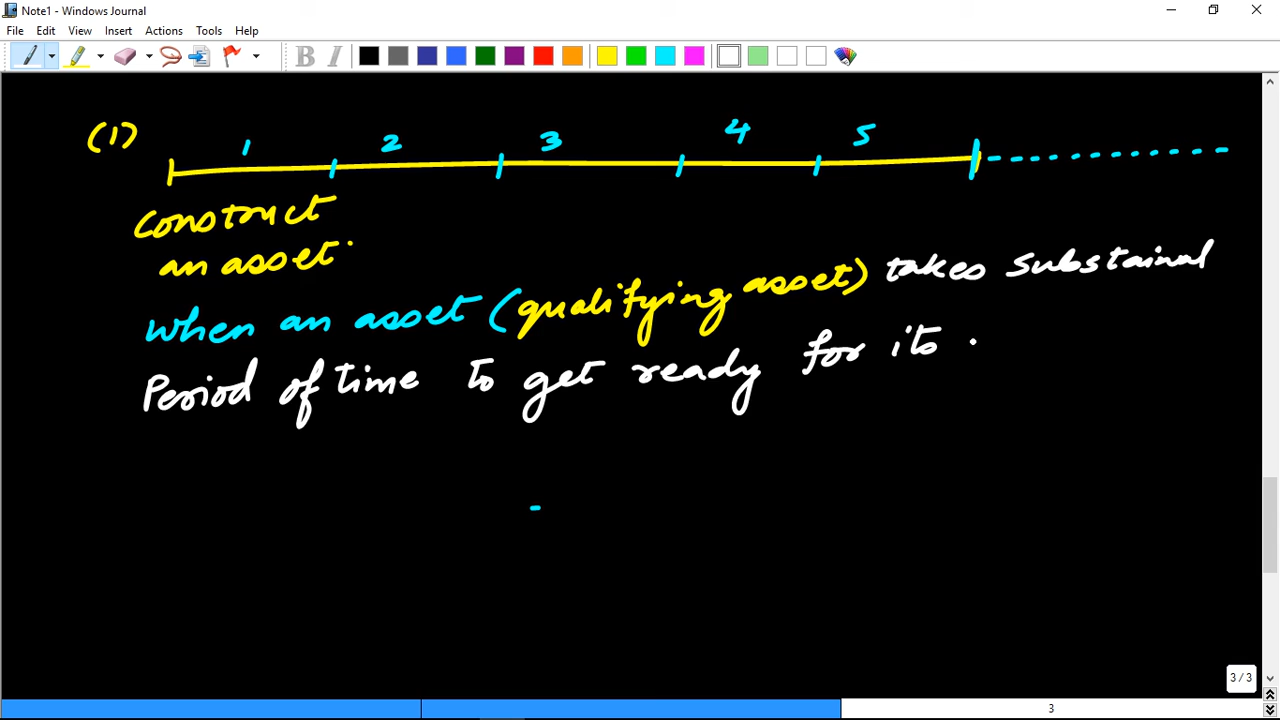 Note1 - Windows Journal
File Edit View Insert Actions Tools Help
B I
(1) 1 2 3 4 5
Construct
an asset
When an asset (qualifying asset) takes substainal
Period of time to get ready for its
3 / 3
3